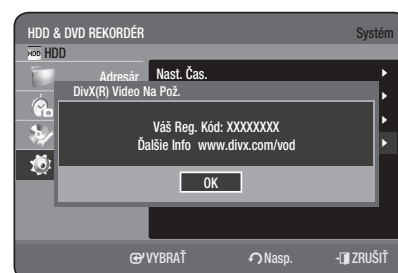 HDD & DVD REKORDÉR Systém
HDD HDD
Adresár Nast. Čas.
DivX(R) Video Na Pož.
Váš Reg. Kód: XXXXXXXX
Ďalšie Info www.divx.com/vod
OK
VYBRAŤ Nasp. ZRUŠIŤ